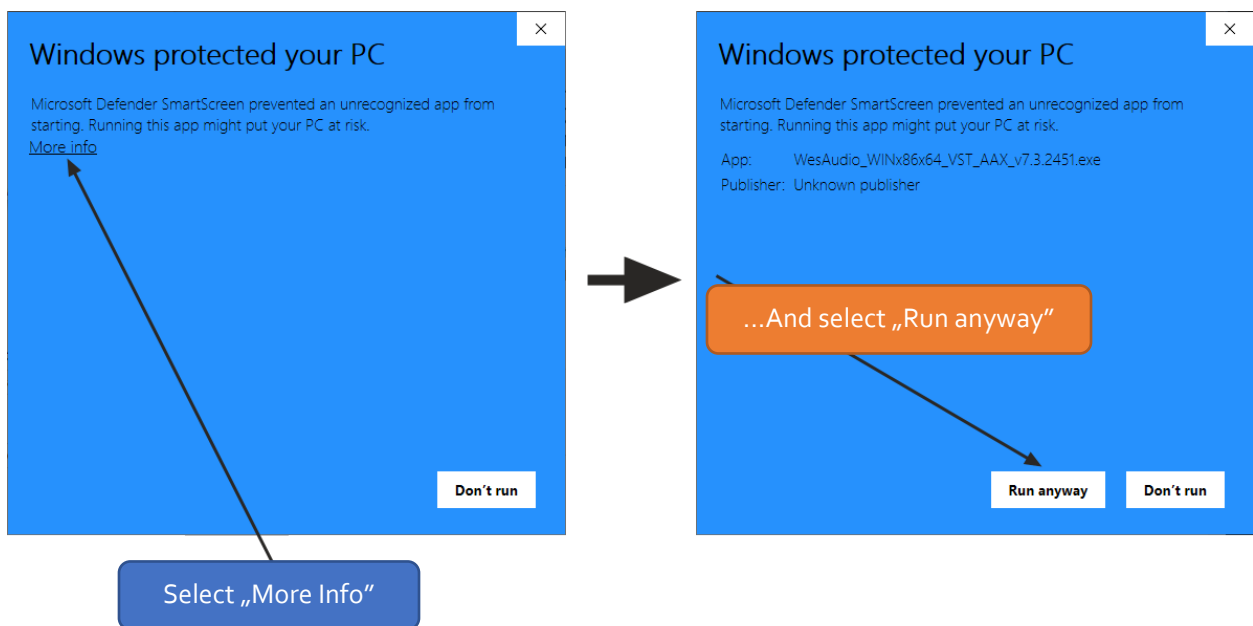 Windows protected your PC
Microsoft Defender SmartScreen prevented an unrecognized app from
starting. Running this app might put your PC at risk.
More info
Don't run
Select „More Info”
Windows protected your PC
Microsoft Defender SmartScreen prevented an unrecognized app from
starting. Running this app might put your PC at risk.
App: WesAudio_WINx86x64_VST_AAX_v7.3.2451.exe
Publisher: Unknown publisher
...And select „Run anyway”
Run anyway Don't run